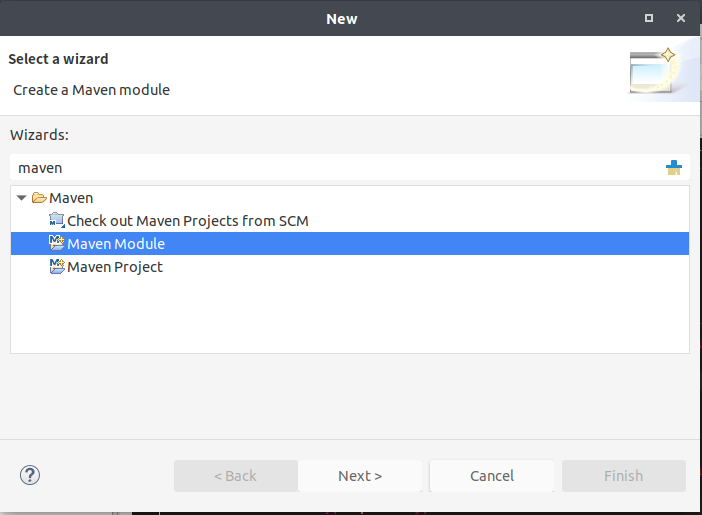 New
Select a wizard
Create a Maven module
Wizards:
maven
Maven
Check out Maven Projects from SCM
Maven Module
Maven Project
?
< Back
Next >
Cancel
Finish